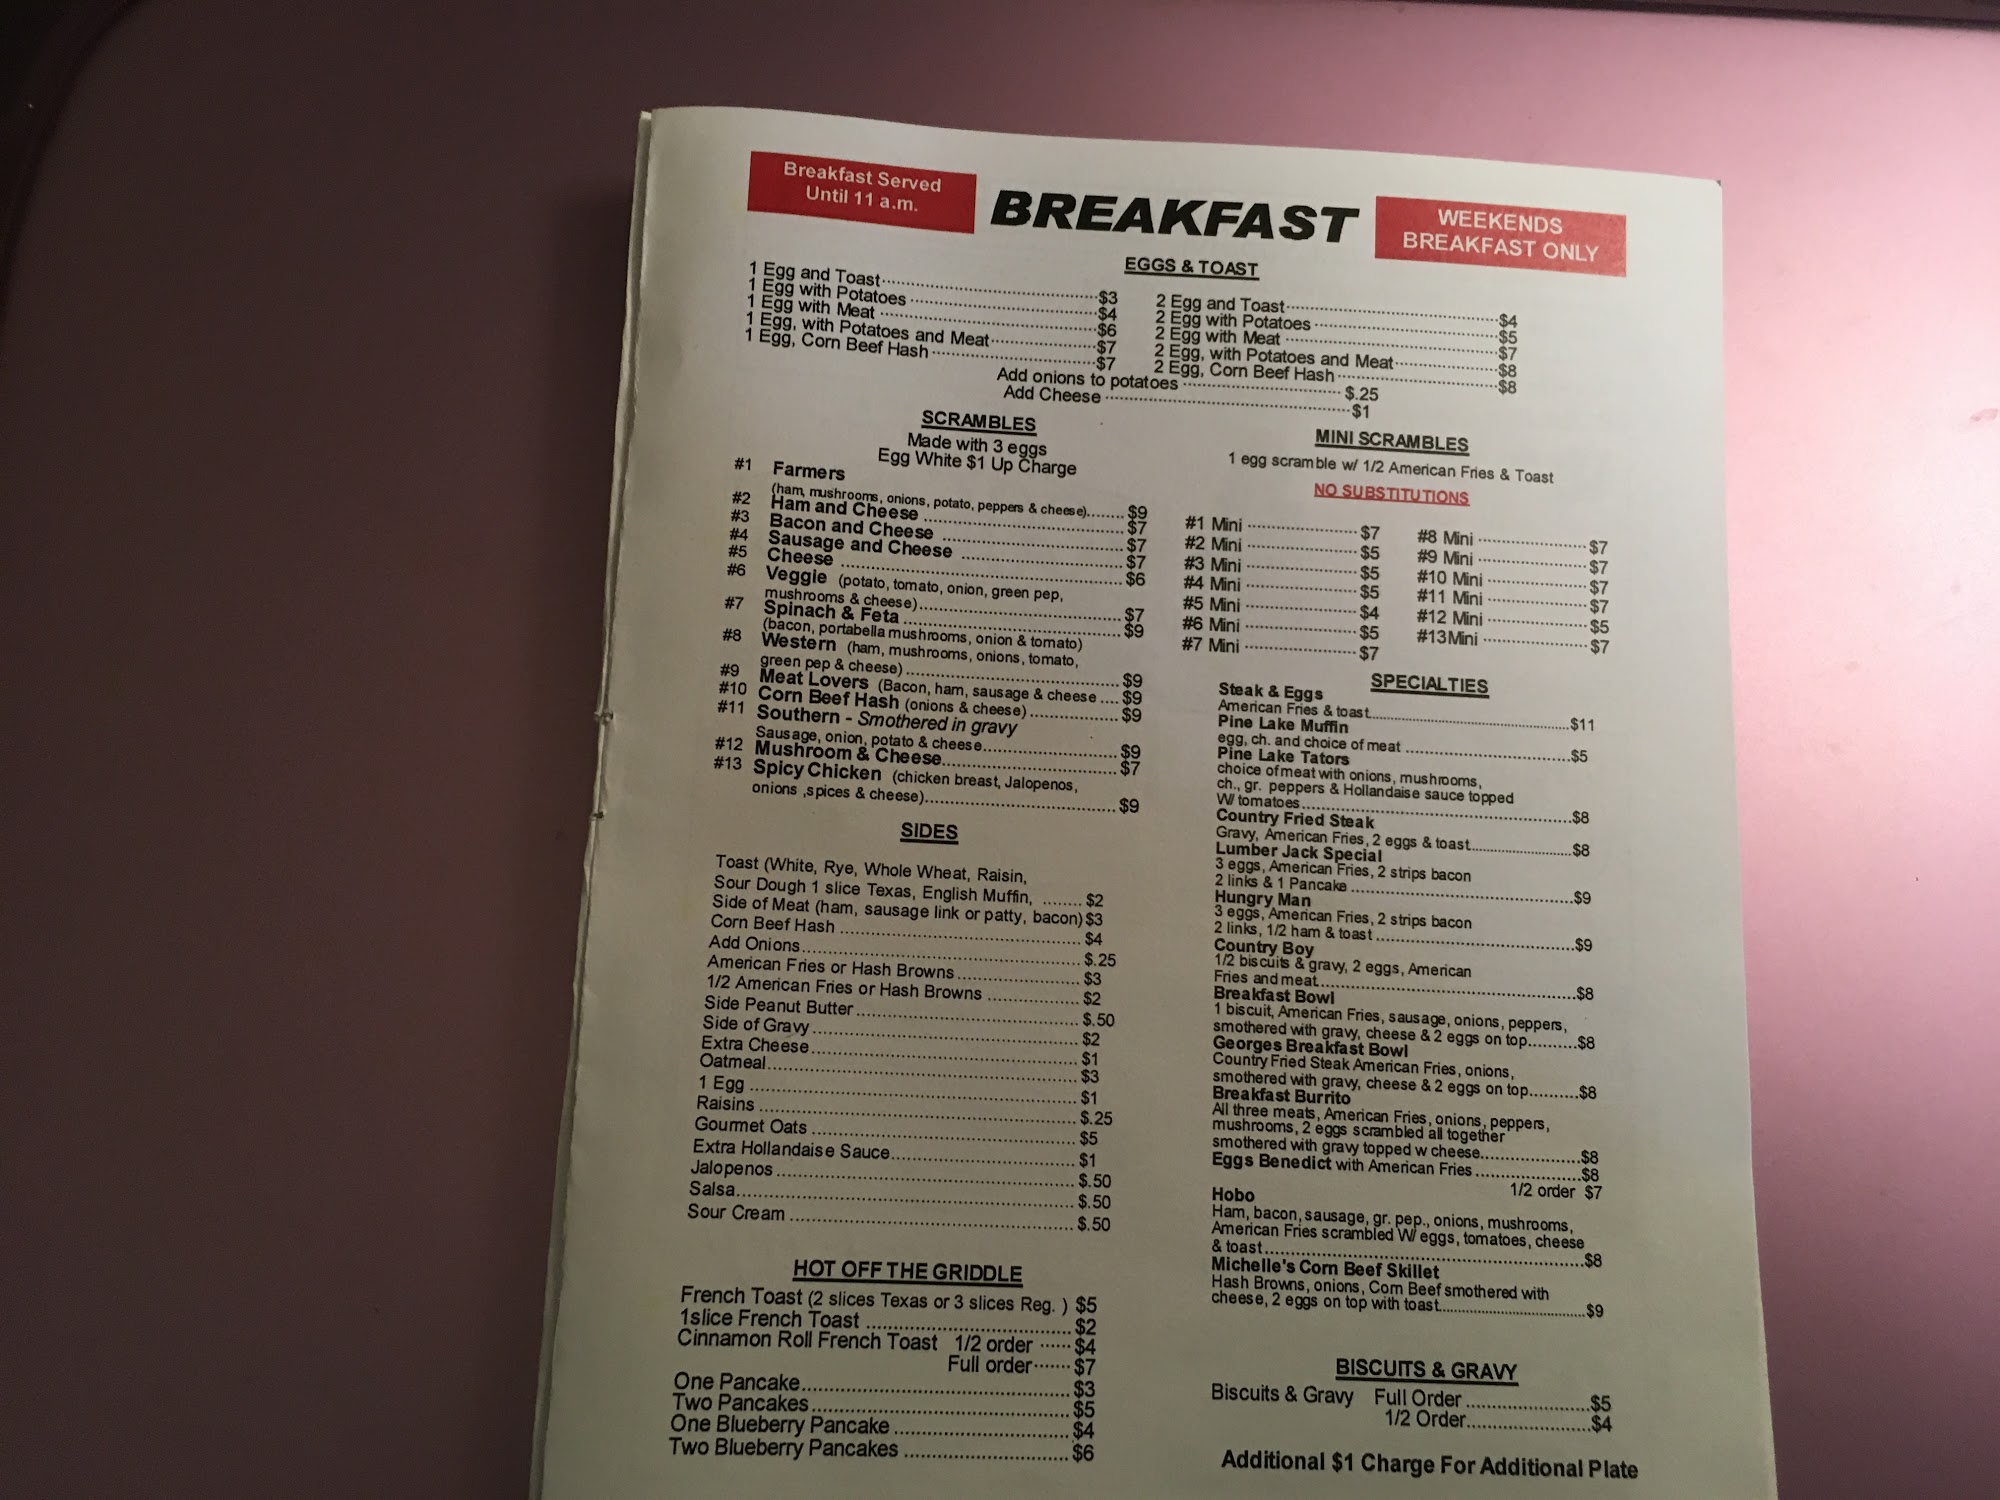 Breakfast Served
Until 11 a.m.
BREAKFAST
WEEKENDS
BREAKFAST ONLY
EGGS & TOAST
1 Egg and Toast $3
1 Egg with Potatoes $4
1 Egg with Meat $6
1 Egg, with Potatoes and Meat $7
1 Egg, Corn Beef Hash $7
2 Egg and Toast $4
2 Egg with Potatoes $5
2 Egg with Meat $7
2 Egg, with Potatoes and Meat $8
2 Egg, Corn Beef Hash $8
Add onions to potatoes $.25
Add Cheese $1
SCRAMBLES
Made with 3 eggs
Egg White $1 Up Charge
#1 Farmers
(ham, mushrooms, onions, potato, peppers & cheese) $9
#2 Ham and Cheese $7
#3 Bacon and Cheese $7
#4 Sausage and Cheese $7
#5 Cheese $6
#6 Veggie (potato, tomato, onion, green pep,
mushrooms & cheese) $7
#7 Spinach & Feta $9
(bacon, portabella mushrooms, onion & tomato)
#8 Western (ham, mushrooms, onions, tomato,
green pep & cheese) $9
#9 Meat Lovers (Bacon, ham, sausage & cheese $9
#10 Corn Beef Hash (onions & cheese) $9
#11 Southern - Smothered in gravy
Sausage, onion, potato & cheese $9
#12 Mushroom & Cheese $7
#13 Spicy Chicken (chicken breast, Jalopenos,
onions ,spices & cheese) $9
SIDES
Toast (White, Rye, Whole Wheat, Raisin,
Sour Dough 1 slice Texas, English Muffin, $2
Side of Meat (ham, sausage link or patty, bacon) $3
Corn Beef Hash $4
Add Onions $.25
American Fries or Hash Browns $3
1/2 American Fries or Hash Browns $2
Side Peanut Butter $.50
Side of Gravy $2
Extra Cheese $1
Oatmeal $3
1 Egg $1
Raisins $.25
Gourmet Oats $5
Extra Hollandaise Sauce $1
Jalopenos $.50
Salsa $.50
Sour Cream $.50
HOT OFF THE GRIDDLE
French Toast (2 slices Texas or 3 slices Reg. ) $5
1slice French Toast $2
Cinnamon Roll French Toast 1/2 order $4
Full order $7
One Pancake $3
Two Pancakes $5
One Blueberry Pancake $4
Two Blueberry Pancakes $6
MINI SCRAMBLES
1 egg scramble w/ 1/2 American Fries & Toast
NO SUBSTITUTIONS
#1 Mini $7
#2 Mini $5
#3 Mini $5
#4 Mini $5
#5 Mini $4
#6 Mini $5
#7 Mini $7
#8 Mini $7
#9 Mini $7
#10 Mini $7
#11 Mini $7
#12 Mini $5
#13Mini $7
SPECIALTIES
Steak & Eggs
American Fries & toast $11
Pine Lake Muffin
egg, ch. and choice of meat $5
Pine Lake Tators
choice of meat with onions, mushrooms,
ch., gr. peppers & Hollandaise sauce topped
W/ tomatoes $8
Country Fried Steak
Gravy, American Fries, 2 eggs & toast $8
Lumber Jack Special
3 eggs, American Fries, 2 strips bacon
2 links & 1 Pancake $9
Hungry Man
3 eggs, American Fries, 2 strips bacon
2 links, 1/2 ham & toast $9
Country Boy
1/2 biscuits & gravy, 2 eggs, American
Fries and meat $8
Breakfast Bowl
1 biscuit, American Fries, sausage, onions, peppers,
smothered with gravy, cheese & 2 eggs on top $8
Georges Breakfast Bowl
Country Fried Steak American Fries, onions,
smothered with gravy, cheese & 2 eggs on top $8
Breakfast Burrito
All three meats, American Fries, onions, peppers,
mushrooms, 2 eggs scrambled all together
smothered with gravy topped w cheese $8
Eggs Benedict with American Fries $8
1/2 order $7
Hobo
Ham, bacon, sausage, gr. pep., onions, mushrooms,
American Fries scrambled W/ eggs, tomatoes, cheese
& toast $8
Michelle's Corn Beef Skillet
Hash Browns, onions, Corn Beef smothered with
cheese, 2 eggs on top with toast $9
BISCUITS & GRAVY
Biscuits & Gravy Full Order $5
1/2 Order $4
Additional $1 Charge For Additional Plate